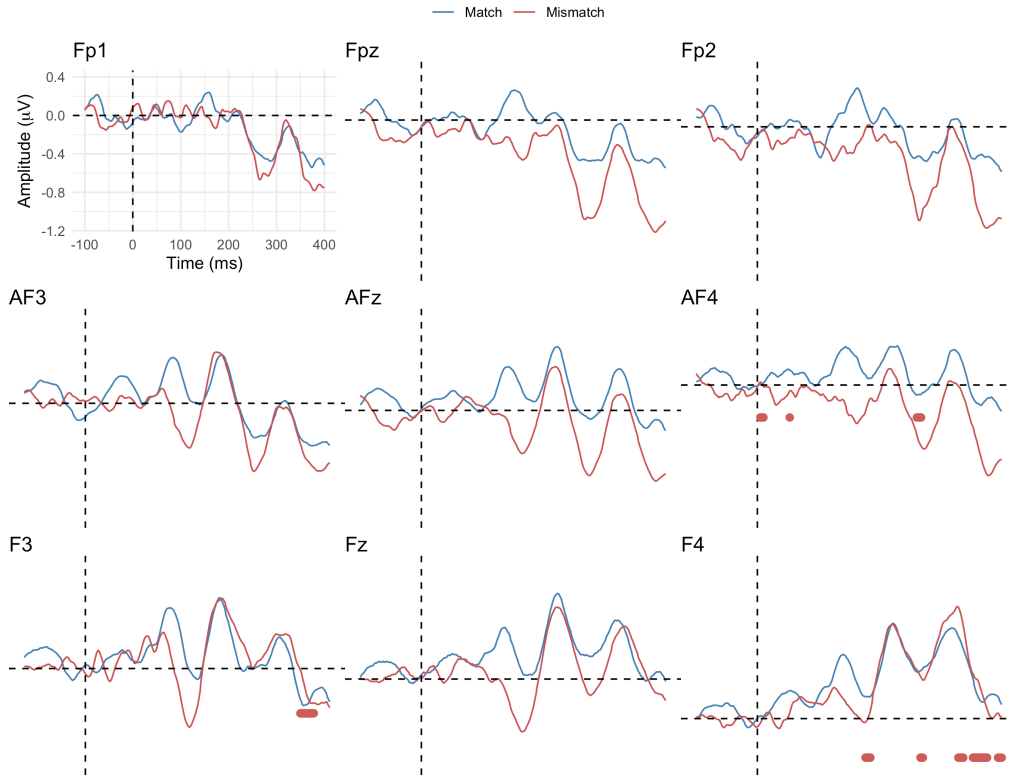 Match Mismatch
Fp1 Fpz Fp2
0.4
0.0
-0.4
-0.8
-1.2
Amplitude (µV)
-100 0 100 200 300 400
Time (ms)
AF3 AFz AF4
F3 Fz F4